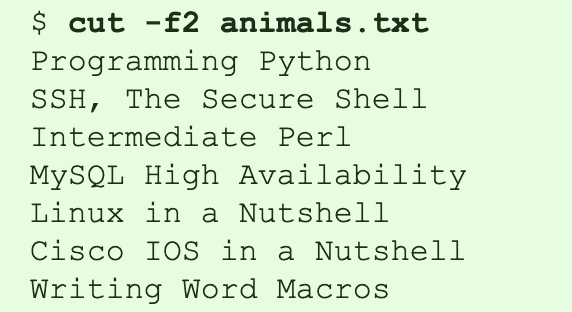 $ cut -f2 animals.txt
Programming Python
SSH, The Secure Shell
Intermediate Perl
MySQL High Availability
Linux in a Nutshell
Cisco IOS in a Nutshell
Writing Word Macros